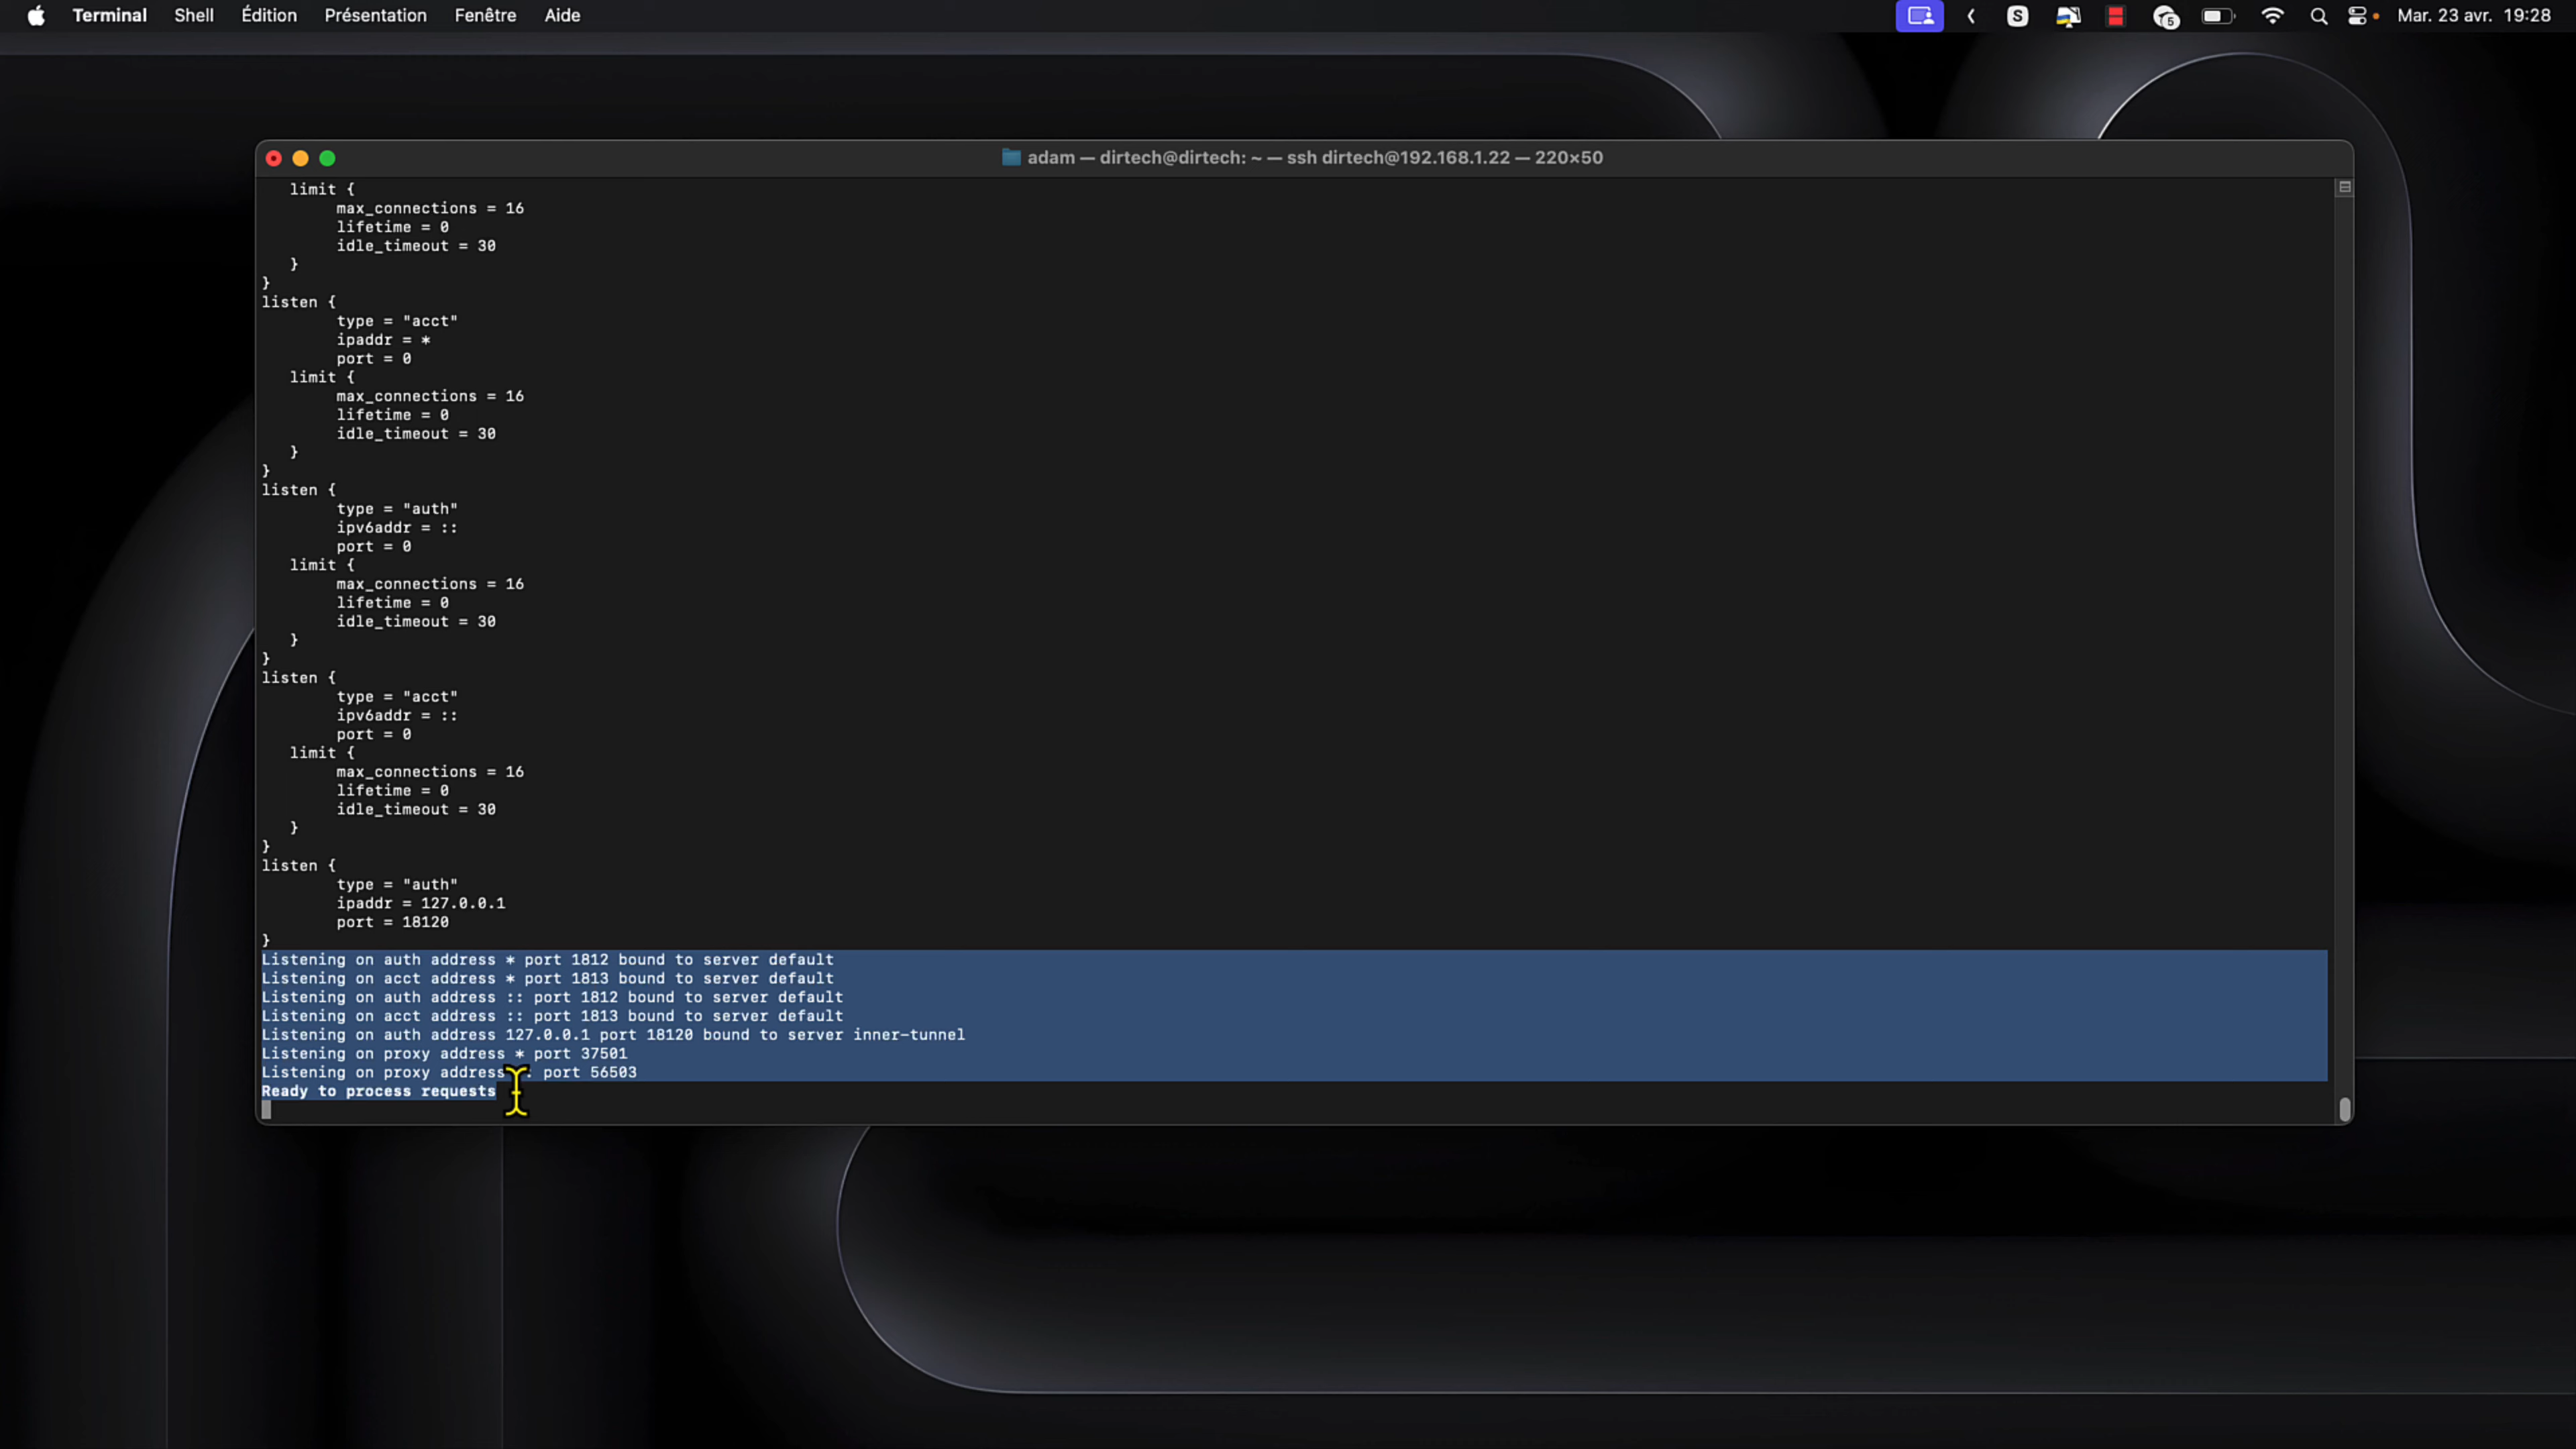 Terminal Shell Édition Présentation Fenêtre Aide S 5 Mar. 23 avr. 19:28
adam — dirtech@dirtech: ~ — ssh dirtech@192.168.1.22 — 220×50
limit {
max_connections = 16
lifetime = 0
idle_timeout = 30
}
}
listen {
type = "acct"
ipaddr = *
port = 0
limit {
max_connections = 16
lifetime = 0
idle_timeout = 30
}
}
listen {
type = "auth"
ipv6addr = ::
port = 0
limit {
max_connections = 16
lifetime = 0
idle_timeout = 30
}
}
listen {
type = "acct"
ipv6addr = ::
port = 0
limit {
max_connections = 16
lifetime = 0
idle_timeout = 30
}
}
listen {
type = "auth"
ipaddr = 127.0.0.1
port = 18120
}
Listening on auth address * port 1812 bound to server default
Listening on acct address * port 1813 bound to server default
Listening on auth address :: port 1812 bound to server default
Listening on acct address :: port 1813 bound to server default
Listening on auth address 127.0.0.1 port 18120 bound to server inner-tunnel
Listening on proxy address * port 37501
Listening on proxy address port 56503
Ready to process requests